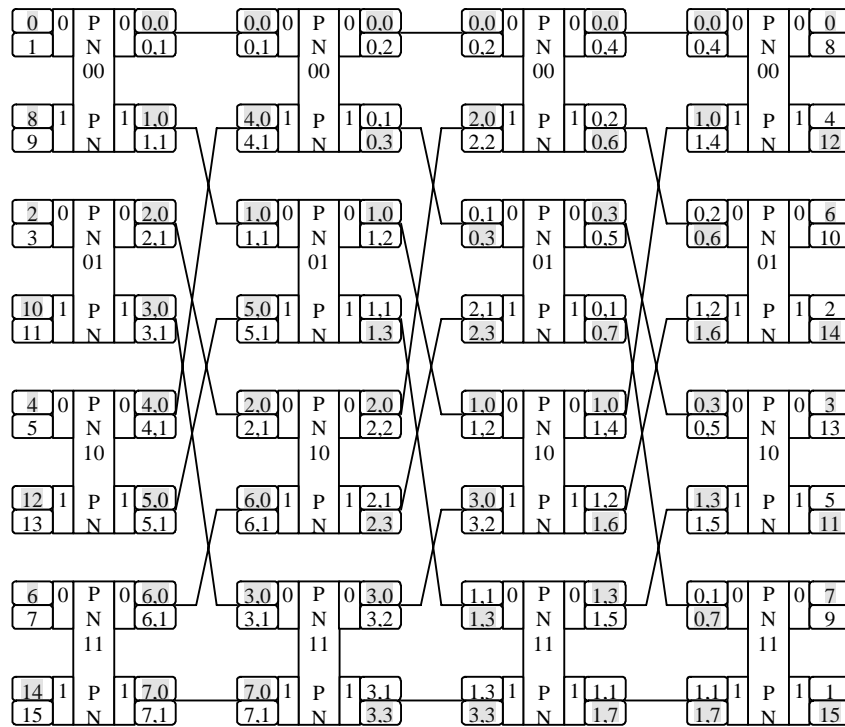 0 0 P 0 0,0 0,0 0 P 0 0,0 0,0 0 P 0 0,0 0,0 0 P 0 0
1 N 0,1 0,1 N 0,2 0,2 N 0,4 0,4 N 8
00 00 00 00
8 1 P 1 1,0 4,0 1 P 1 0,1 2,0 1 P 1 0,2 1,0 1 P 1 4
9 N 1,1 4,1 N 0,3 2,2 N 0,6 1,4 N 12
2 0 P 0 2,0 1,0 0 P 0 1,0 0,1 0 P 0 0,3 0,2 0 P 0 6
3 N 2,1 1,1 N 1,2 0,3 N 0,5 0,6 N 10
01 01 01 01
10 1 P 1 3,0 5,0 1 P 1 1,1 2,1 1 P 1 0,1 1,2 1 P 1 2
11 N 3,1 5,1 N 1,3 2,3 N 0,7 1,6 N 14
4 0 P 0 4,0 2,0 0 P 0 2,0 1,0 0 P 0 1,0 0,3 0 P 0 3
5 N 4,1 2,1 N 2,2 1,2 N 1,4 0,5 N 13
10 10 10 10
12 1 P 1 5,0 6,0 1 P 1 2,1 3,0 1 P 1 1,2 1,3 1 P 1 5
13 N 5,1 6,1 N 2,3 3,2 N 1,6 1,5 N 11
6 0 P 0 6,0 3,0 0 P 0 3,0 1,1 0 P 0 1,3 0,1 0 P 0 7
7 N 6,1 3,1 N 3,2 1,3 N 1,5 0,7 N 9
11 11 11 11
14 1 P 1 7,0 7,0 1 P 1 3,1 1,3 1 P 1 1,1 1,1 1 P 1 1
15 N 7,1 7,1 N 3,3 3,3 N 1,7 1,7 N 15